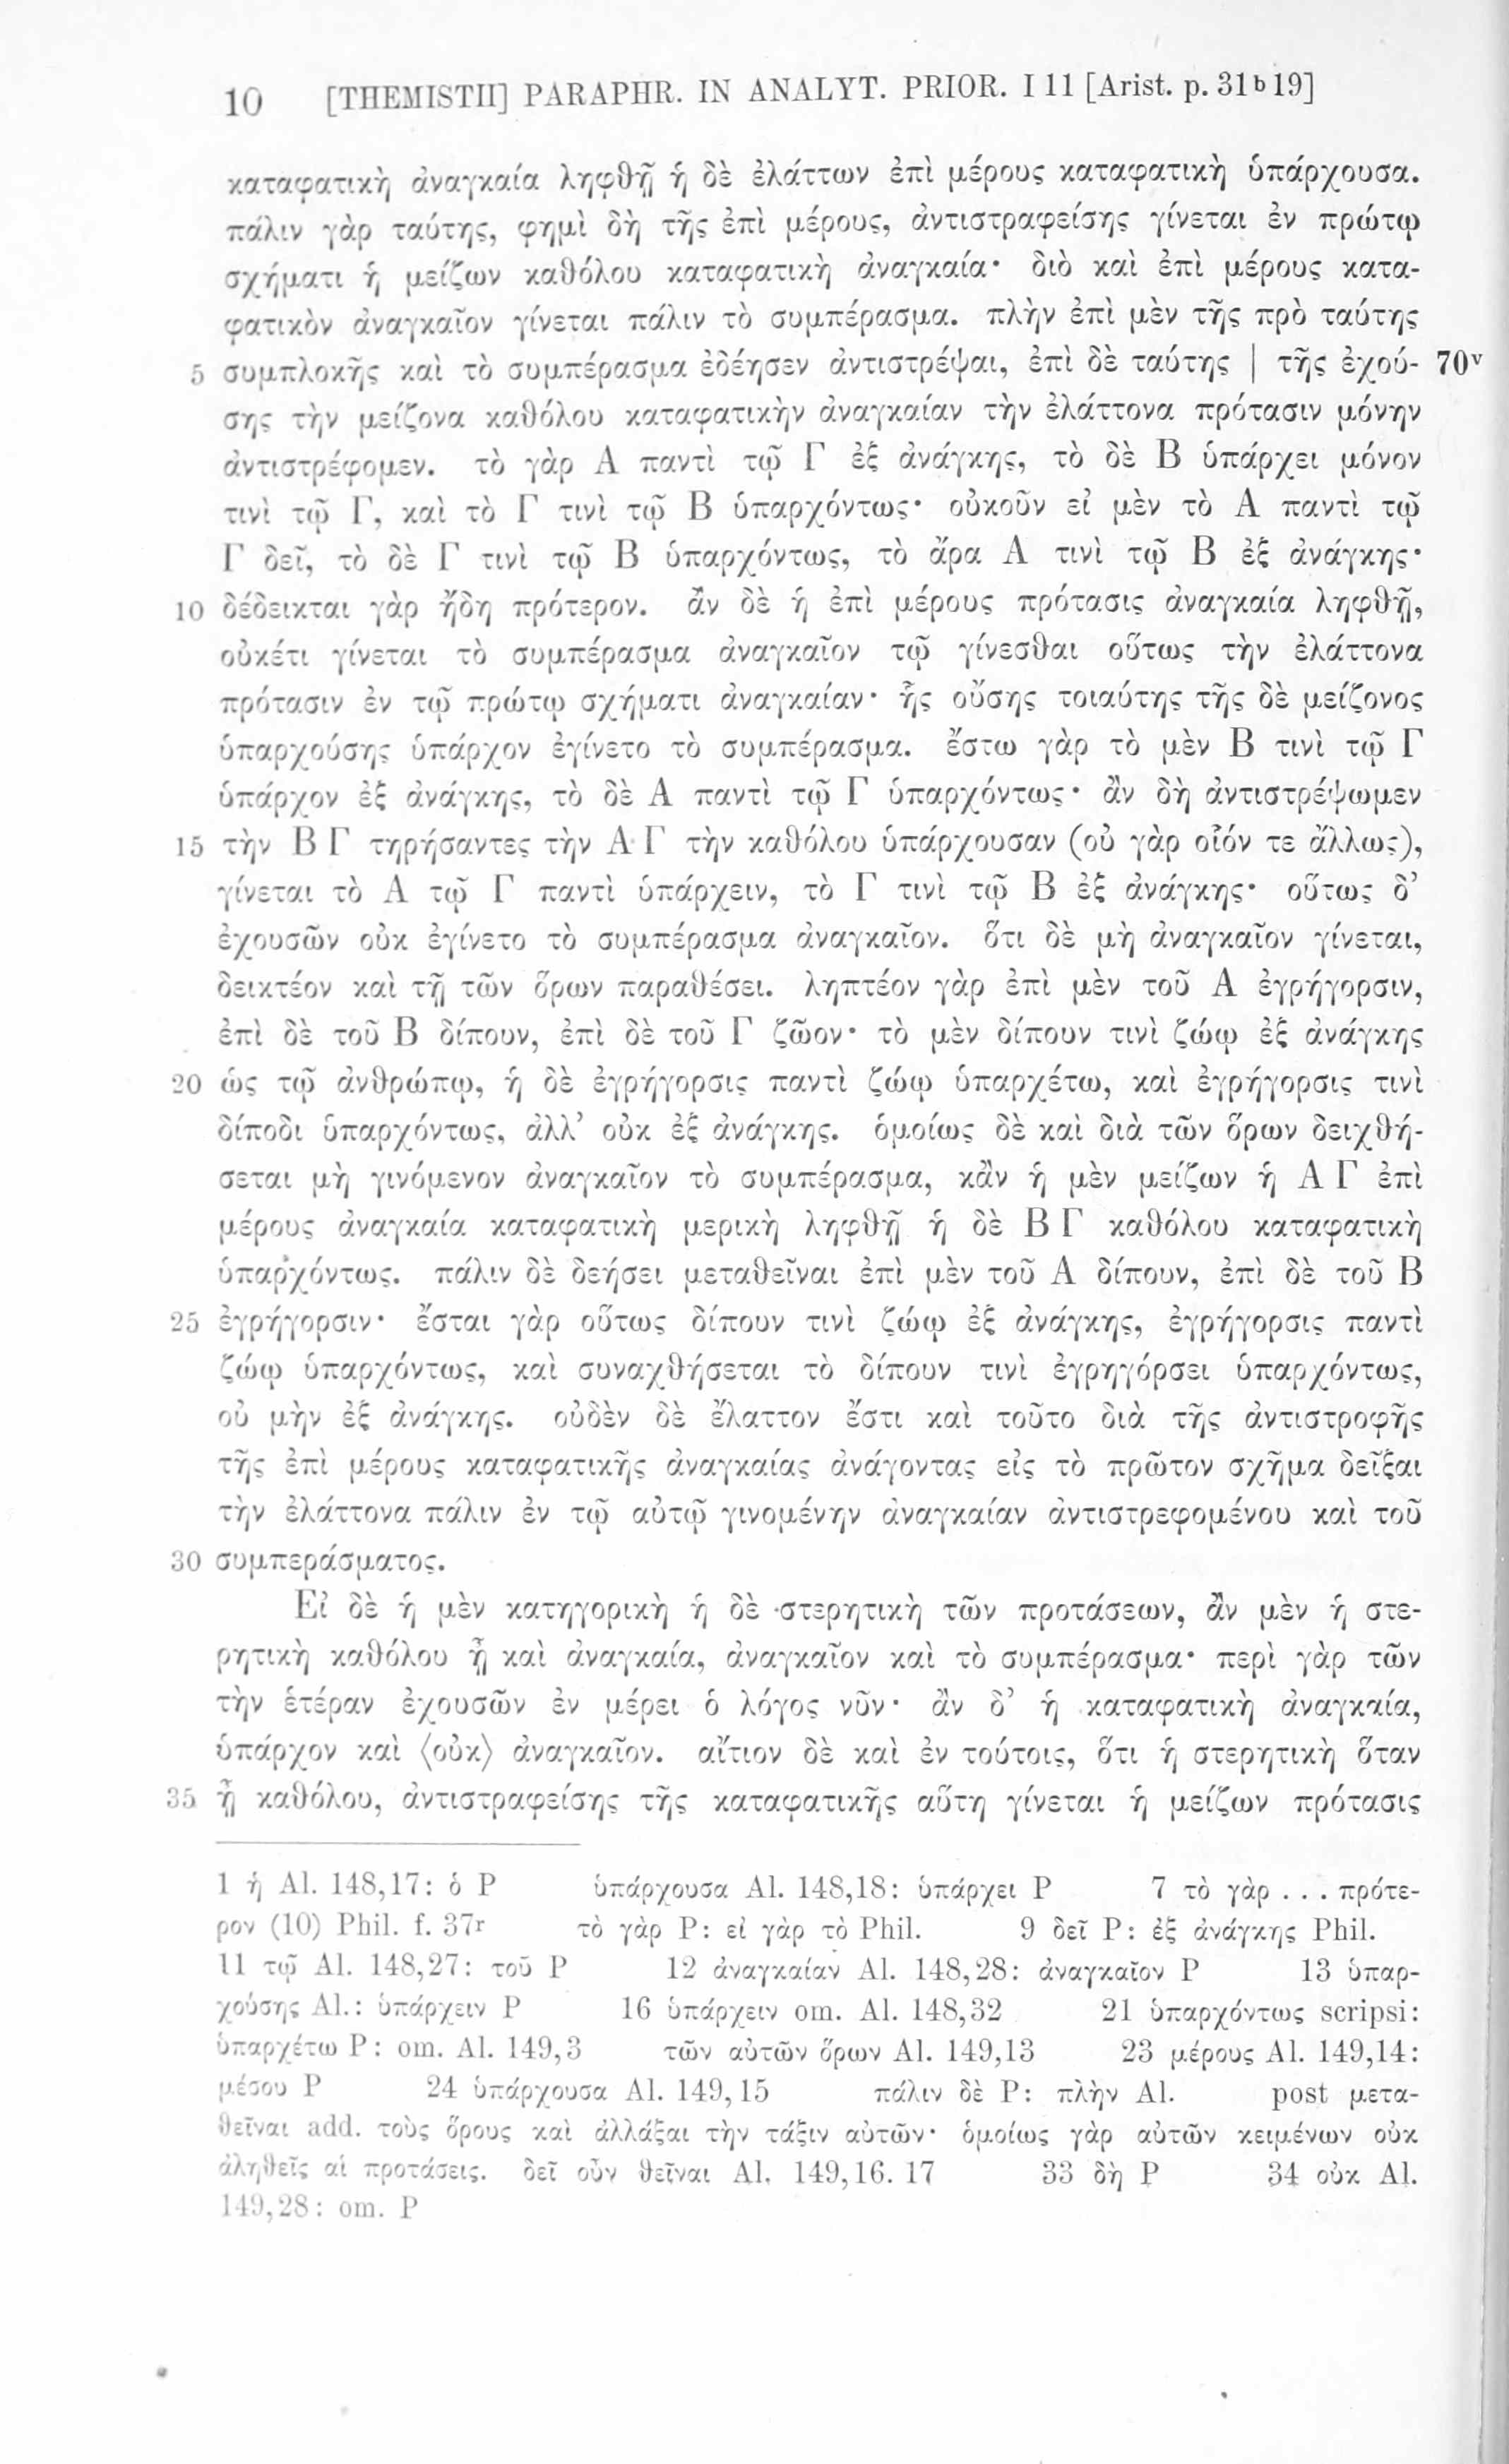 10 [THEMISTII] PARAPHR. IN ANALYT. PRIOR. I 11 [Arist. p. 31b19]
καταφατικὴ ἀναγκαία ληφθῇ ἡ δὲ ἐλάττων ἐπὶ μέρους καταφατικὴ ὑπάρχουσα.
πάλιν γὰρ ταύτης, φημὶ δὴ τῆς ἐπὶ μέρους, ἀντιστραφείσης γίνεται ἐν πρώτῳ
σχήματι ἡ μείζων καθόλου καταφατικὴ ἀναγκαία· διὸ καὶ ἐπὶ μέρους κατα-
φατικὸν ἀναγκαῖον γίνεται πάλιν τὸ συμπέρασμα. πλὴν ἐπὶ μὲν τῆς πρὸ ταύτης
5 συμπλοκῆς καὶ τὸ συμπέρασμα ἐδέησεν ἀντιστρέψαι, ἐπὶ δὲ ταύτης | τῆς ἐχού- 70v
σης τὴν μείζονα καθόλου καταφατικὴν ἀναγκαίαν τὴν ἐλάττονα πρότασιν μόνην
ἀντιστρέφομεν. τὸ γὰρ Α παντὶ τῷ Γ ἐξ ἀνάγκης, τὸ δὲ Β ὑπάρχει μόνον
τινὶ τῷ Γ, καὶ τὸ Γ τινὶ τῷ Β ὑπαρχόντως· οὐκοῦν εἰ μὲν τὸ Α παντὶ τῷ
Γ δεῖ, τὸ δὲ Γ τινὶ τῷ Β ὑπαρχόντως, τὸ ἄρα Α τινὶ τῷ Β ἐξ ἀνάγκης·
10 δέδεικται γὰρ ἤδη πρότερον. ἂν δὲ ἡ ἐπὶ μέρους πρότασις ἀναγκαία ληφθῇ,
οὐκέτι γίνεται τὸ συμπέρασμα ἀναγκαῖον τῷ γίνεσθαι οὕτως τὴν ἐλάττονα
πρότασιν ἐν τῷ πρώτῳ σχήματι ἀναγκαίαν· ἧς οὔσης τοιαύτης τῆς δὲ μείζονος
ὑπαρχούσης ὑπάρχον ἐγίνετο τὸ συμπέρασμα. ἔστω γὰρ τὸ μὲν Β τινὶ τῷ Γ
ὑπάρχον ἐξ ἀνάγκης, τὸ δὲ Α παντὶ τῷ Γ ὑπαρχόντως· ἂν δὴ ἀντιστρέψωμεν
15 τὴν Β Γ τηρήσαντες τὴν Α Γ τὴν καθόλου ὑπάρχουσαν (οὐ γὰρ οἷόν τε ἄλλως),
γίνεται τὸ Α τῷ Γ παντὶ ὑπάρχειν, τὸ Γ τινὶ τῷ Β ἐξ ἀνάγκης· οὕτως δ’
ἐχουσῶν οὐκ ἐγίνετο τὸ συμπέρασμα ἀναγκαῖον. ὅτι δὲ μὴ ἀναγκαῖον γίνεται,
δεικτέον καὶ τῇ τῶν ὅρων παραθέσει. ληπτέον γὰρ ἐπὶ μὲν τοῦ Α ἐγρήγορσιν,
ἐπὶ δὲ τοῦ Β δίπουν, ἐπὶ δὲ τοῦ Γ ζῶον· τὸ μὲν δίπουν τινὶ ζώῳ ἐξ ἀνάγκης
20 ὡς τῷ ἀνθρώπῳ, ἡ δὲ ἐγρήγορσις παντὶ ζώῳ ὑπαρχέτω, καὶ ἐγρήγορσις τινὶ
δίποδι ὑπαρχόντως, ἀλλ’ οὐκ ἐξ ἀνάγκης. ὁμοίως δὲ καὶ διὰ τῶν ὅρων δειχθή-
σεται μὴ γινόμενον ἀναγκαῖον τὸ συμπέρασμα, κἂν ἡ μὲν μείζων ἡ Α Γ ἐπὶ
μέρους ἀναγκαία καταφατικὴ μερικὴ ληφθῇ ἡ δὲ Β Γ καθόλου καταφατικὴ
ὑπαρχόντως. πάλιν δὲ δεήσει μεταθεῖναι ἐπὶ μὲν τοῦ Α δίπουν, ἐπὶ δὲ τοῦ Β
25 ἐγρήγορσιν· ἔσται γὰρ οὕτως δίπουν τινὶ ζώῳ ἐξ ἀνάγκης, ἐγρήγορσις παντὶ
ζώῳ ὑπαρχόντως, καὶ συναχθήσεται τὸ δίπουν τινὶ ἐγρηγόρσει ὑπαρχόντως,
οὐ μὴν ἐξ ἀνάγκης. οὐδὲν δὲ ἔλαττον ἔστι καὶ τοῦτο διὰ τῆς ἀντιστροφῆς
τῆς ἐπὶ μέρους καταφατικῆς ἀναγκαίας ἀνάγοντας εἰς τὸ πρῶτον σχῆμα δεῖξαι
τὴν ἐλάττονα πάλιν ἐν τῷ αὐτῷ γινομένην ἀναγκαίαν ἀντιστρεφομένου καὶ τοῦ
30 συμπεράσματος.
Εἰ δὲ ἡ μὲν κατηγορικὴ ἡ δὲ στερητικὴ τῶν προτάσεων, ἂν μὲν ἡ στε-
ρητικὴ καθόλου ᾖ καὶ ἀναγκαία, ἀναγκαῖον καὶ τὸ συμπέρασμα· περὶ γὰρ τῶν
τὴν ἑτέραν ἐχουσῶν ἐν μέρει ὁ λόγος νῦν· ἂν δ’ ἡ καταφατικὴ ἀναγκαία,
ὑπάρχον καὶ ⟨οὐκ⟩ ἀναγκαῖον. αἴτιον δὲ καὶ ἐν τούτοις, ὅτι ἡ στερητικὴ ὅταν
35 ᾖ καθόλου, ἀντιστραφείσης τῆς καταφατικῆς αὕτη γίνεται ἡ μείζων πρότασις
1 ἡ Al. 148,17: ὁ P ὑπάρχουσα Al. 148,18: ὑπάρχει P 7 τὸ γὰρ . . . πρότε-
ρον (10) Phil. f. 37r τὸ γὰρ P: εἰ γὰρ τὸ Phil. 9 δεῖ P: ἐξ ἀνάγκης Phil.
11 τῷ Al. 148,27: τοῦ P 12 ἀναγκαίαν Al. 148,28: ἀναγκαῖον P 13 ὑπαρ-
χούσης Al.: ὑπάρχειν P 16 ὑπάρχειν om. Al. 148,32 21 ὑπαρχόντως scripsi:
ὑπαρχέτω P: om. Al. 149,3 τῶν αὐτῶν ὅρων Al. 149,13 23 μέρους Al. 149,14:
μέσου P 24 ὑπάρχουσα Al. 149,15 πάλιν δὲ P: πλὴν Al. post μετα-
θεῖναι add. τοὺς ὅρους καὶ ἀλλάξαι τὴν τάξιν αὐτῶν· ὁμοίως γὰρ αὐτῶν κειμένων οὐκ
ἀληθεῖς αἱ προτάσεις. δεῖ οὖν θεῖναι Al. 149,16. 17 33 δὴ P 34 οὐκ Al.
149,28: om. P